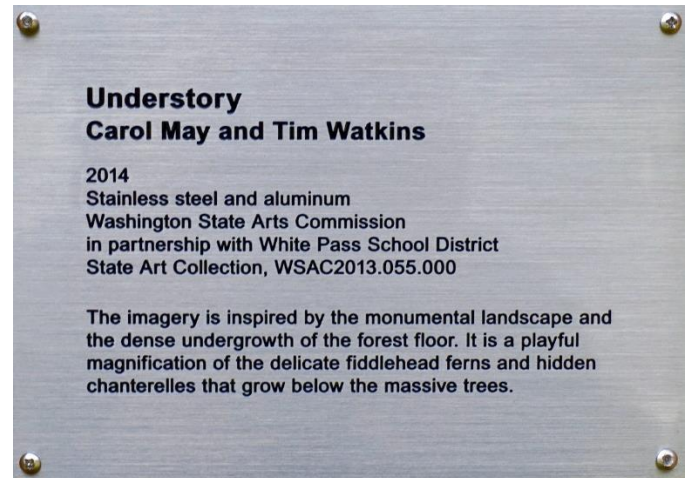 Understory
Carol May and Tim Watkins
2014
Stainless steel and aluminum
Washington State Arts Commission
in partnership with White Pass School District
State Art Collection, WSAC2013.055.000
The imagery is inspired by the monumental landscape and
the dense undergrowth of the forest floor. It is a playful
magnification of the delicate fiddlehead ferns and hidden
chanterelles that grow below the massive trees.